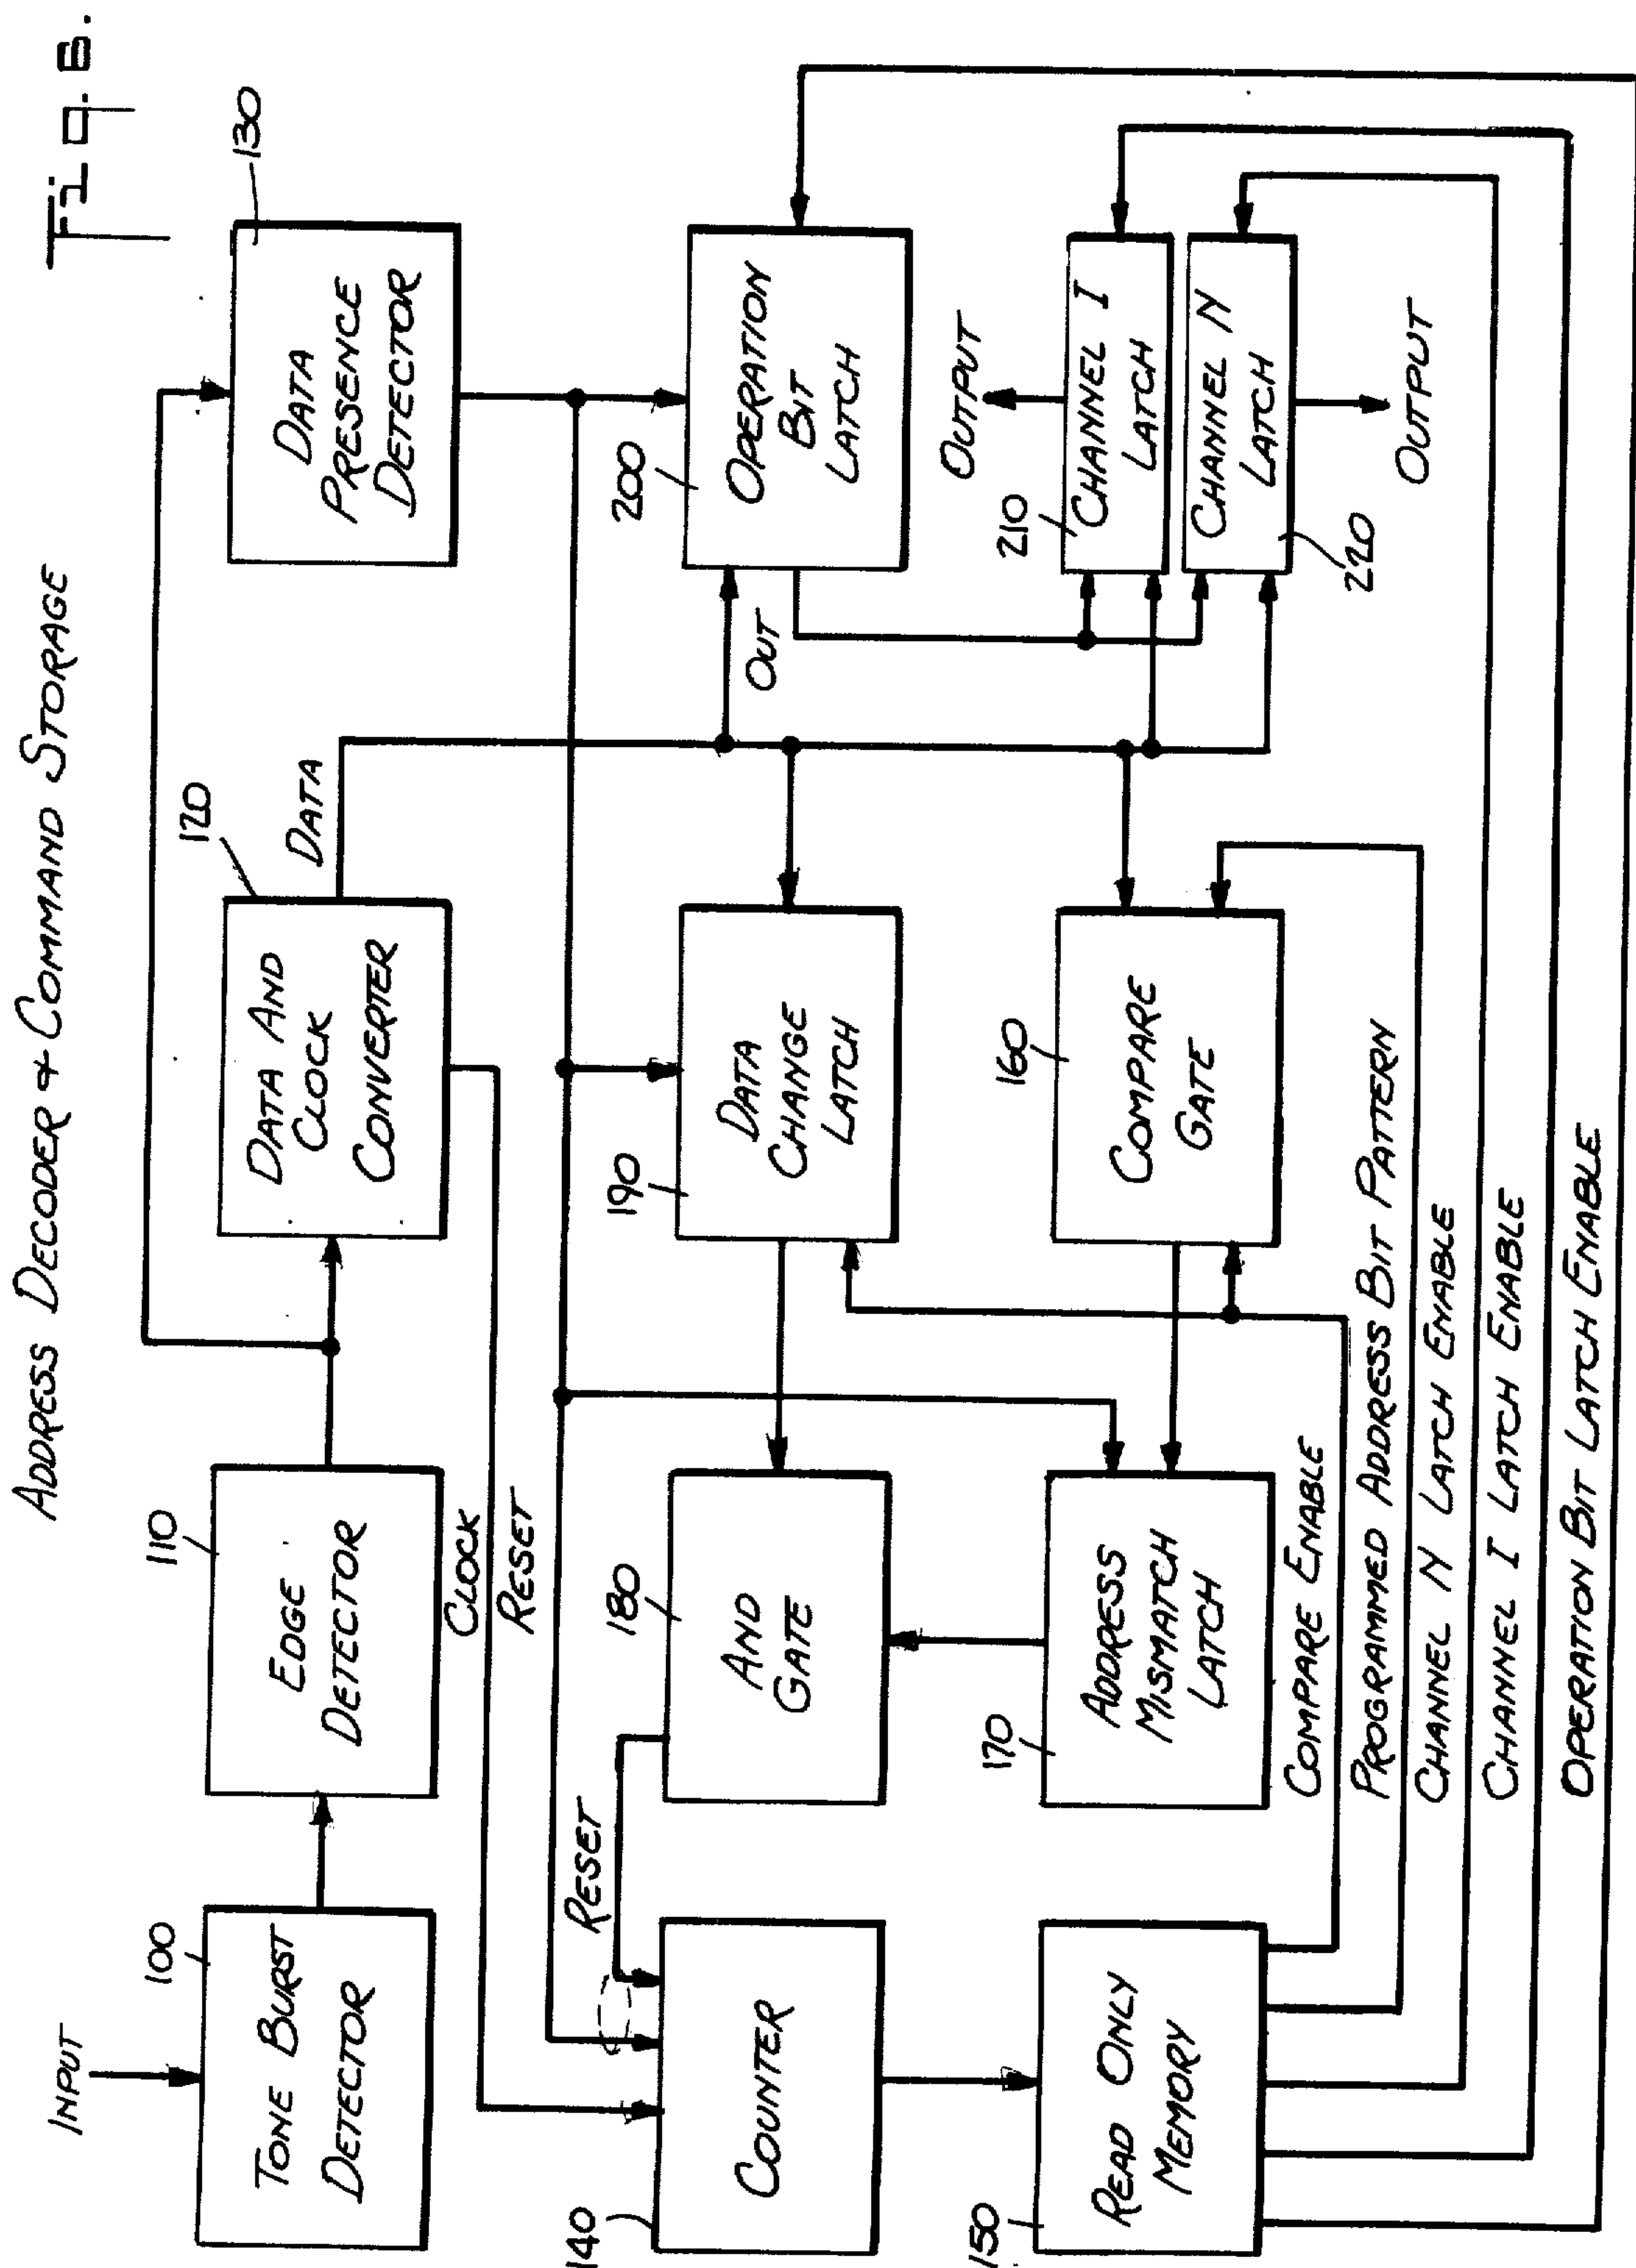 Fig. 8.
ADDRESS DECODER & COMMAND STORAGE
INPUT
100
TONE BURST
DETECTOR
110
EDGE
DETECTOR
120
DATA AND
CLOCK
CONVERTER
DATA
130
DATA
PRESENCE
DETECTOR
CLOCK
RESET
RESET
140
COUNTER
180
AND
GATE
190
DATA
CHANGE
LATCH
OUT
200
OPERATION
BIT
LATCH
150
READ ONLY
MEMORY
170
ADDRESS
MISMATCH
LATCH
160
COMPARE
GATE
OUTPUT
210
CHANNEL I
LATCH
CHANNEL N
LATCH
220
OUTPUT
COMPARE ENABLE
PROGRAMMED ADDRESS BIT PATTERN
CHANNEL N LATCH ENABLE
CHANNEL I LATCH ENABLE
OPERATION BIT LATCH ENABLE